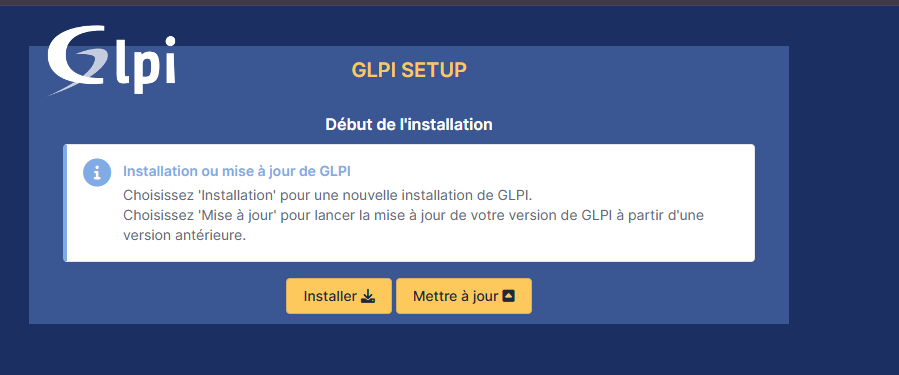 Glpi
GLPI SETUP
Début de l'installation
Installation ou mise à jour de GLPI
Choisissez 'Installation' pour une nouvelle installation de GLPI.
Choisissez 'Mise à jour' pour lancer la mise à jour de votre version de GLPI à partir d'une
version antérieure.
Installer
Mettre à jour